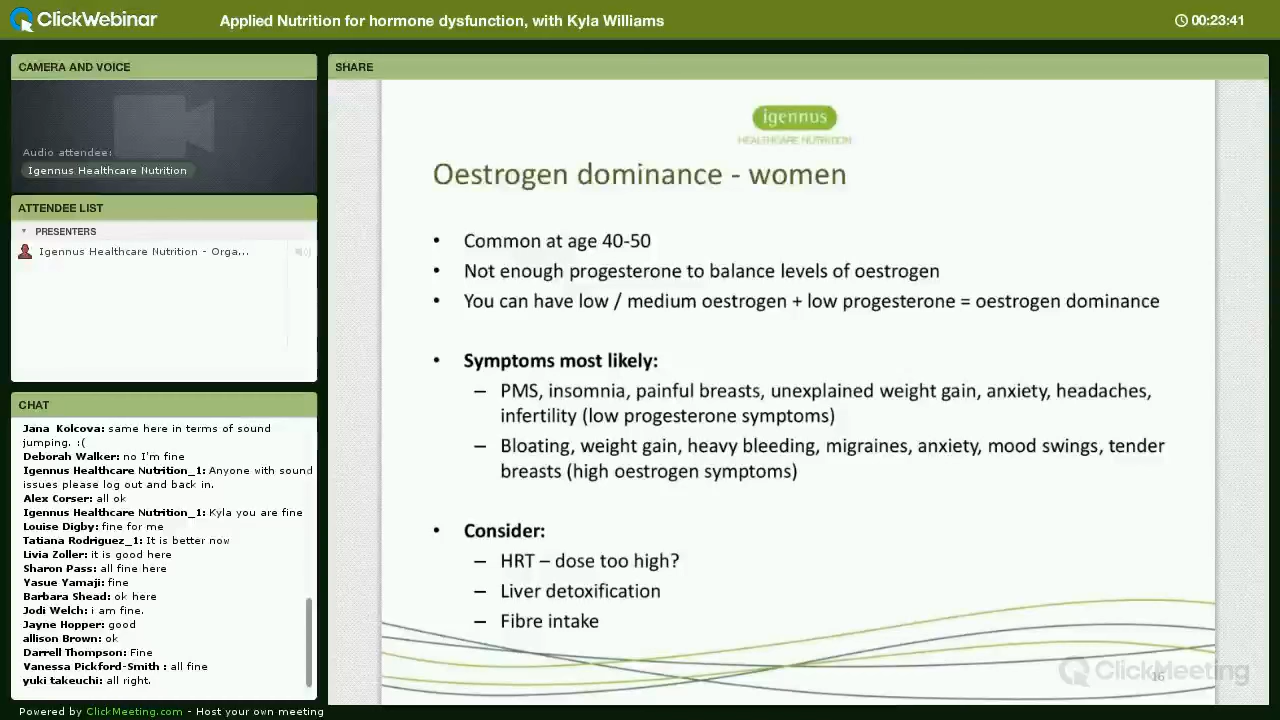 ClickWebinar
Applied Nutrition for hormone dysfunction, with Kyla Williams
00:23:41
CAMERA AND VOICE
Audio attendee:
Igennus Healthcare Nutrition
ATTENDEE LIST
PRESENTERS
Igennus Healthcare Nutrition - Orga...
CHAT
Jana Kolcova: same here in terms of sound
jumping. :(
Deborah Walker: no I'm fine
Igennus Healthcare Nutrition_1: Anyone with sound
issues please log out and back in.
Alex Corser: all ok
Igennus Healthcare Nutrition_1: Kyla you are fine
Louise Digby: fine for me
Tatiana Rodriguez_1: It is better now
Livia Zoller: it is good here
Sharon Pass: all fine here
Yasue Yamaji: fine
Barbara Shead: ok here
Jodi Welch: i am fine.
Jayne Hopper: good
allison Brown: ok
Darrell Thompson: Fine
Vanessa Pickford-Smith : all fine
yuki takeuchi: all right.
SHARE
igennus
HEALTHCARE NUTRITION
Oestrogen dominance - women
• Common at age 40-50
• Not enough progesterone to balance levels of oestrogen
• You can have low / medium oestrogen + low progesterone = oestrogen dominance
• Symptoms most likely:
– PMS, insomnia, painful breasts, unexplained weight gain, anxiety, headaches,
infertility (low progesterone symptoms)
– Bloating, weight gain, heavy bleeding, migraines, anxiety, mood swings, tender
breasts (high oestrogen symptoms)
• Consider:
– HRT – dose too high?
– Liver detoxification
– Fibre intake
ClickMeeting
16
Powered by ClickMeeting.com - Host your own meeting